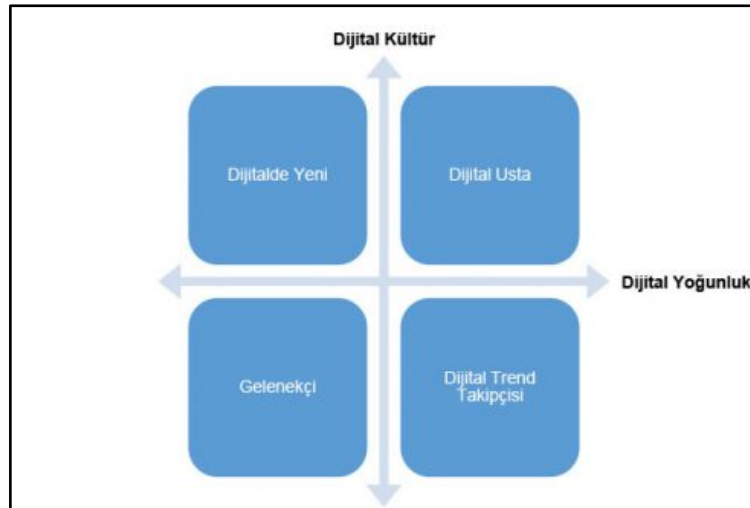 Dijital Kültür
Dijitalde Yeni
Dijital Usta
Dijital Yoğunluk
Gelenekçi
Dijital Trend
Takipçisi